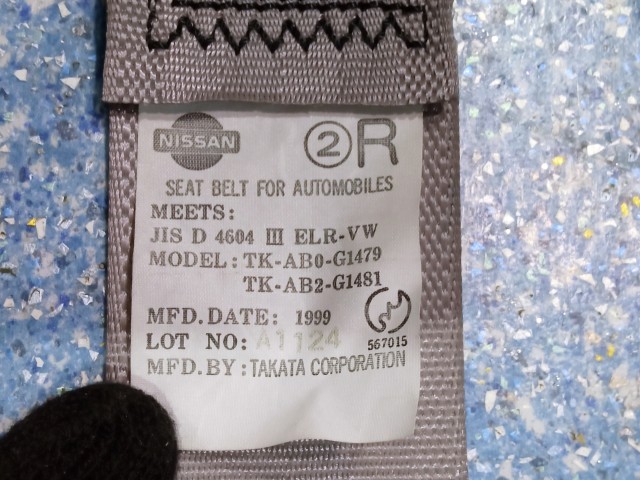 NISSAN ② R
SEAT BELT FOR AUTOMOBILES
MEETS:
JIS D 4604 III ELR-VW
MODEL: TK-AB0-G1479
TK-AB2-G1481
MFD.DATE: 1999
LOT NO: A1124
567015
MFD.BY: TAKATA CORPORATION